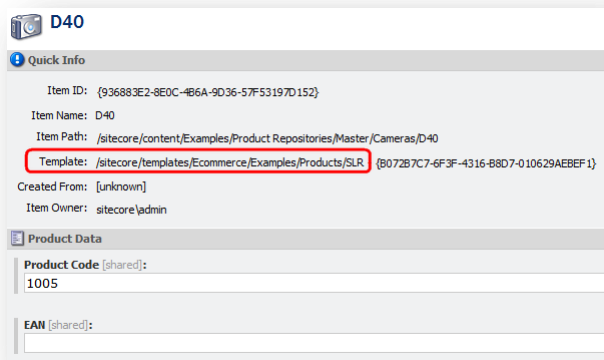 D40
Quick Info
Item ID: {936883E2-8E0C-4B6A-9D36-57F53197D152}
Item Name: D40
Item Path: /sitecore/content/Examples/Product Repositories/Master/Cameras/D40
Template: /sitecore/templates/Ecommerce/Examples/Products/SLR - {B072B7C7-6F3F-4316-B8D7-010629AEBEF1}
Created From: [unknown]
Item Owner: sitecore\admin
Product Data
Product Code [shared]:
1005
EAN [shared]: